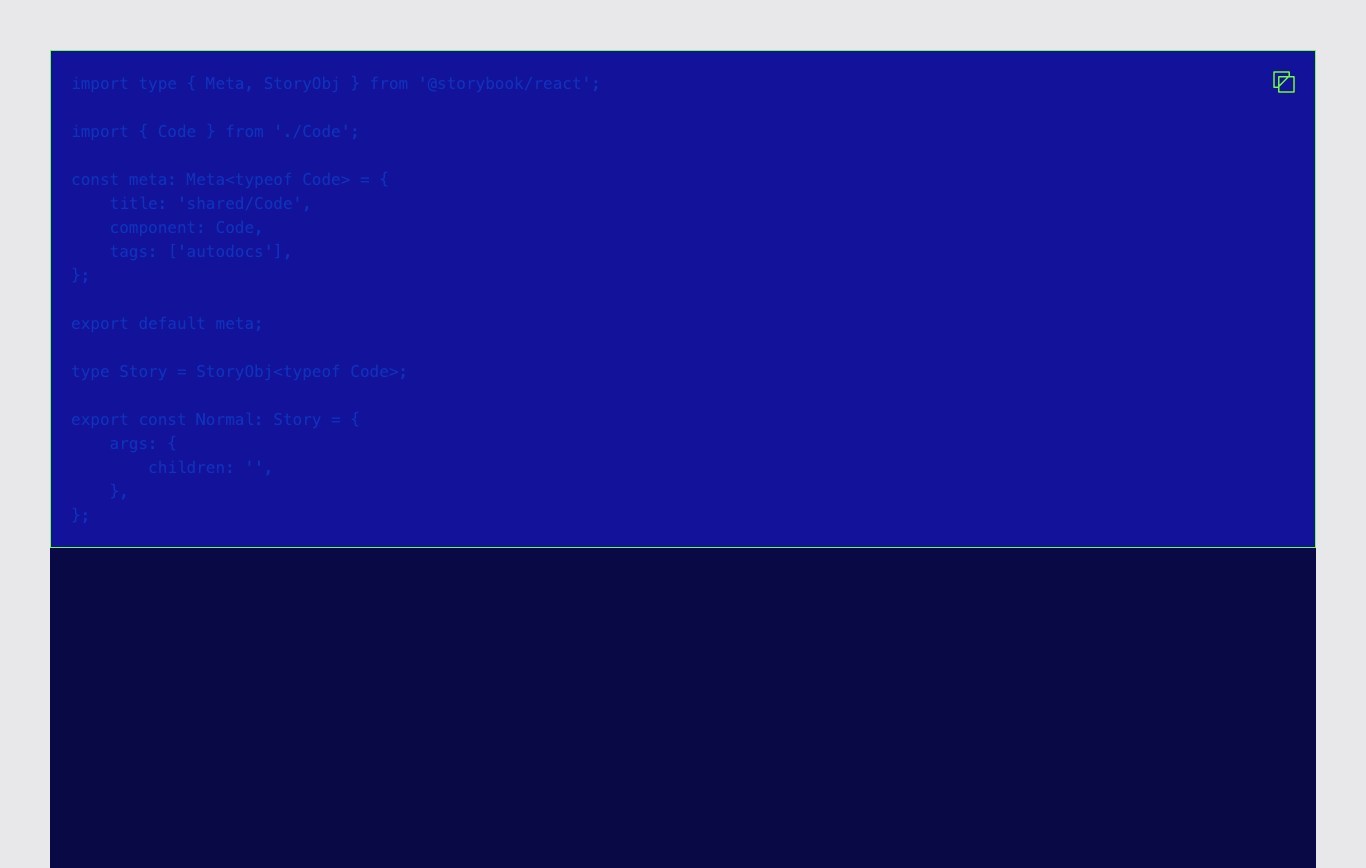 import type { Meta, StoryObj } from '@storybook/react';
import { Code } from './Code';
const meta: Meta<typeof Code> = {
    title: 'shared/Code',
    component: Code,
    tags: ['autodocs'],
};
export default meta;
type Story = StoryObj<typeof Code>;
export const Normal: Story = {
    args: {
        children: '',
    },
};